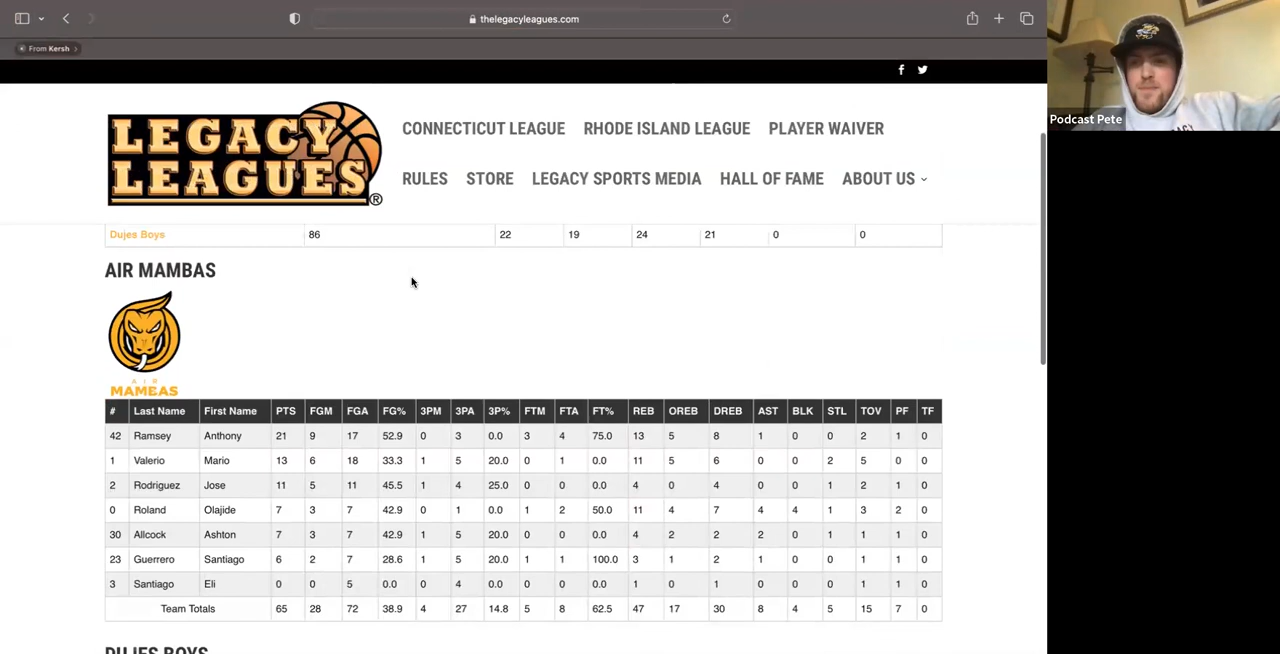 thelegacyleagues.com
From Kersh
LEGACY
LEAGUES®
CONNECTICUT LEAGUE RHODE ISLAND LEAGUE PLAYER WAIVER
RULES STORE LEGACY SPORTS MEDIA HALL OF FAME ABOUT US
Podcast Pete
Dujes Boys 86 22 19 24 21 0 0
AIR MAMBAS
AIR
MAMBAS
# Last Name First Name PTS FGM FGA FG% 3PM 3PA 3P% FTM FTA FT% REB OREB DREB AST BLK STL TOV PF TF
42 Ramsey Anthony 21 9 17 52.9 0 3 0.0 3 4 75.0 13 5 8 1 0 0 2 1 0
1 Valerio Mario 13 6 18 33.3 1 5 20.0 0 1 0.0 11 5 6 0 0 2 5 0 0
2 Rodriguez Jose 11 5 11 45.5 1 4 25.0 0 0 0.0 4 0 4 0 0 1 2 1 0
0 Roland Olajide 7 3 7 42.9 0 1 0.0 1 2 50.0 11 4 7 4 4 1 3 2 0
30 Allcock Ashton 7 3 7 42.9 1 5 20.0 0 0 0.0 4 2 2 2 0 1 1 1 0
23 Guerrero Santiago 6 2 7 28.6 1 5 20.0 1 1 100.0 3 1 2 1 0 0 1 1 0
3 Santiago Eli 0 0 5 0.0 0 4 0.0 0 0 0.0 1 0 1 0 0 0 1 1 0
Team Totals 65 28 72 38.9 4 27 14.8 5 8 62.5 47 17 30 8 4 5 15 7 0
DUJES BOYS